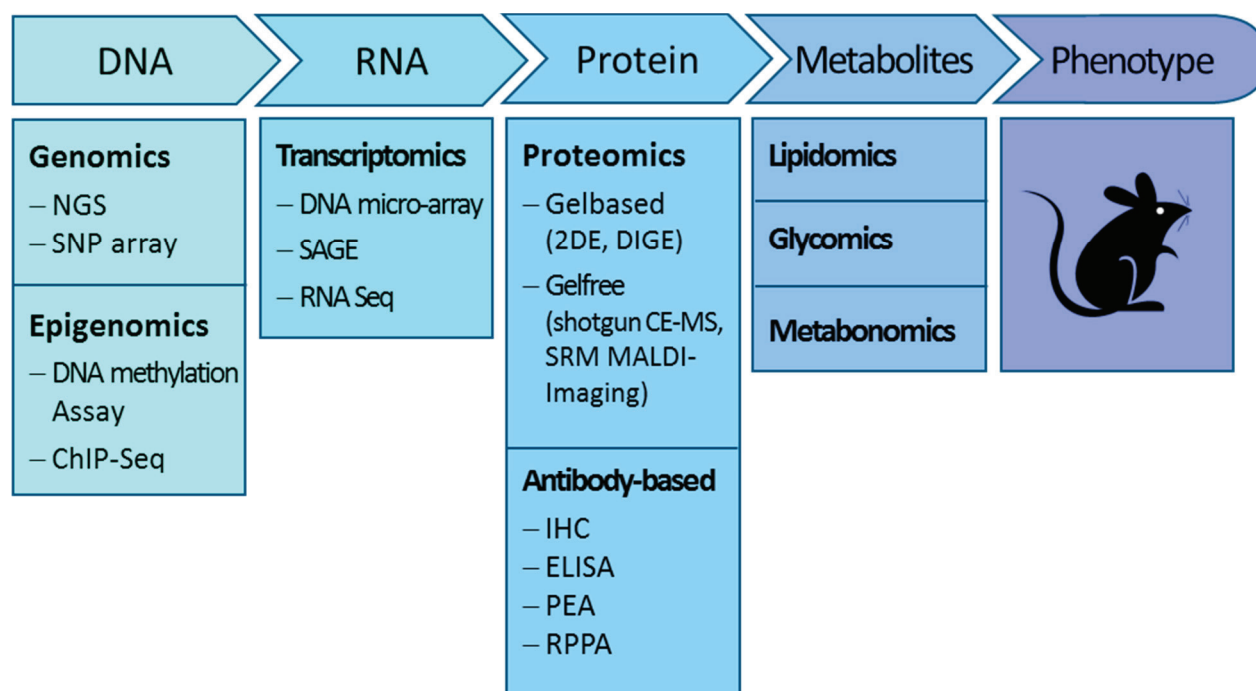 DNA
RNA
Protein
Metabolites
Phenotype
Genomics
– NGS
– SNP array
Epigenomics
– DNA methylation
Assay
– ChIP-Seq
Transcriptomics
– DNA micro-array
– SAGE
– RNA Seq
Proteomics
– Gelbased
(2DE, DIGE)
– Gelfree
(shotgun CE-MS,
SRM MALDI-
Imaging)
Antibody-based
– IHC
– ELISA
– PEA
– RPPA
Lipidomics
Glycomics
Metabonomics